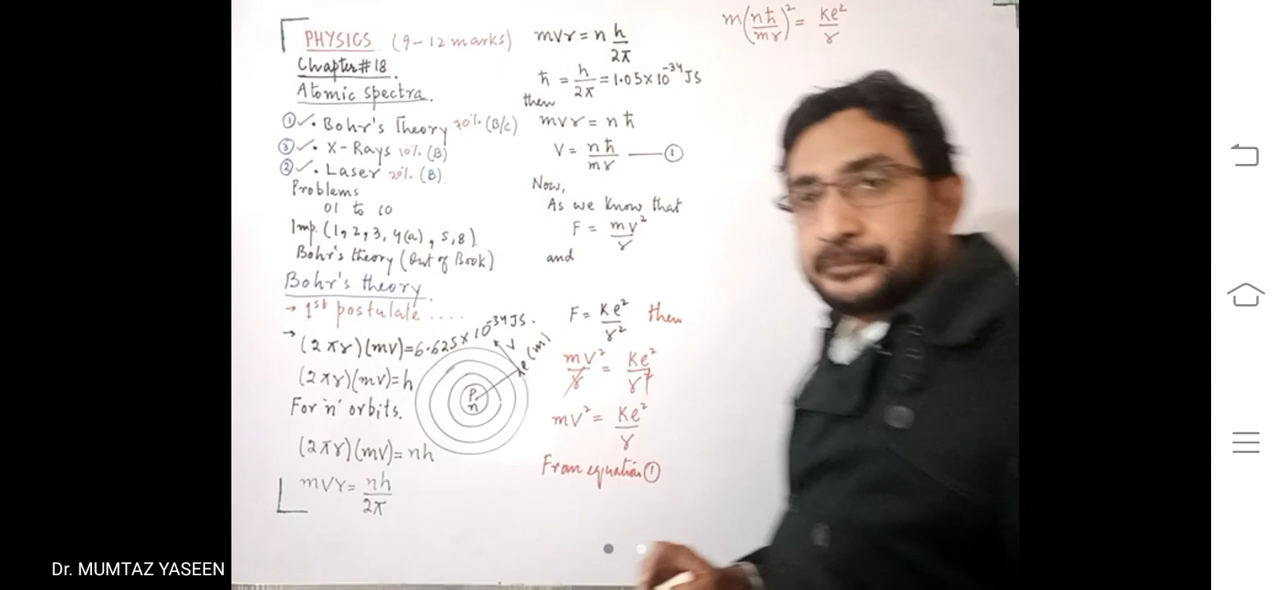 PHYSICS (9-12 marks)
Chapter#18.
Atomic spectra.
① ✓. Bohr's Theory 70% (B/C)
③ ✓. X-Rays 10% (B)
② ✓. Laser 20% (B)
Problems
01 to 10
Imp. (1, 2, 3, 4(a), 5, 8)
Bohr's theory (Out of Book)
Bohr's theory.
→ 1st postulate ....
→ (2πr)(mv)=6.625×10⁻³⁴JS.
(2πr)(mv)=h
For 'n' orbits.
(2πr)(mv)=nh
mvr= nh/2π
P
n
e(m)
V
mvr = n h/2π
ħ = h/2π = 1.05×10⁻³⁴JS
then
mvr = nħ
V = nħ/mr — ①
Now,
As we know that
F = mv²/r
and
F = Ke²/r² then
mv²/r = Ke²/r²
mv² = Ke²/r
From equation ①
m(nħ/mr)² = Ke²/r
Dr. MUMTAZ YASEEN